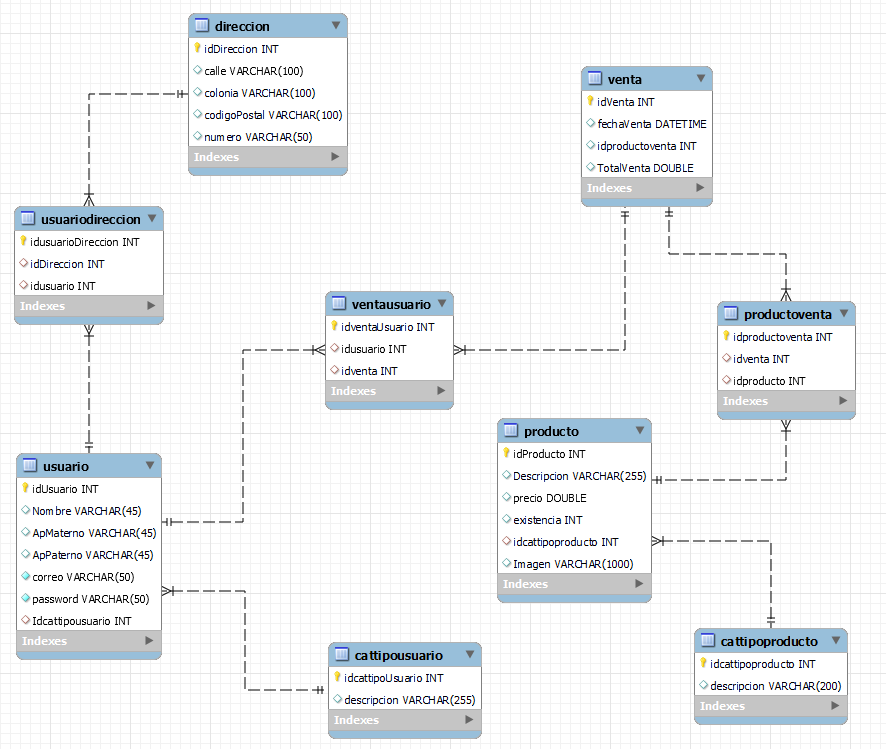 direccion
idDireccion INT
calle VARCHAR(100)
colonia VARCHAR(100)
codigoPostal VARCHAR(100)
numero VARCHAR(50)
Indexes
venta
idVenta INT
fechaVenta DATETIME
idproductoventa INT
TotalVenta DOUBLE
Indexes
usuariodireccion
idusuarioDireccion INT
idDireccion INT
idusuario INT
Indexes
ventausuario
idventaUsuario INT
idusuario INT
idventa INT
Indexes
productoventa
idproductoventa INT
idventa INT
idproducto INT
Indexes
producto
idProducto INT
Descripcion VARCHAR(255)
precio DOUBLE
existencia INT
idcattipoproducto INT
Imagen VARCHAR(1000)
Indexes
usuario
idUsuario INT
Nombre VARCHAR(45)
ApMaterno VARCHAR(45)
ApPaterno VARCHAR(45)
correo VARCHAR(50)
password VARCHAR(50)
Idcattipousuario INT
Indexes
cattipousuario
idcattipoUsuario INT
descripcion VARCHAR(255)
Indexes
cattipoproducto
idcattipoproducto INT
descripcion VARCHAR(200)
Indexes